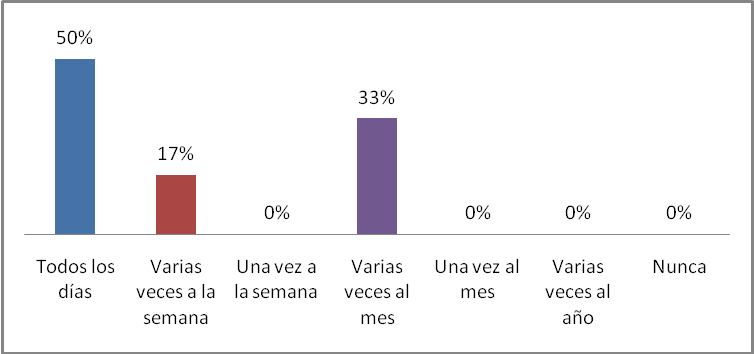 50%
17%
0%
33%
0%
0%
0%
Todos los
días
Varias
veces a la
semana
Una vez a
la semana
Varias
veces al
mes
Una vez al
mes
Varias
veces al
año
Nunca